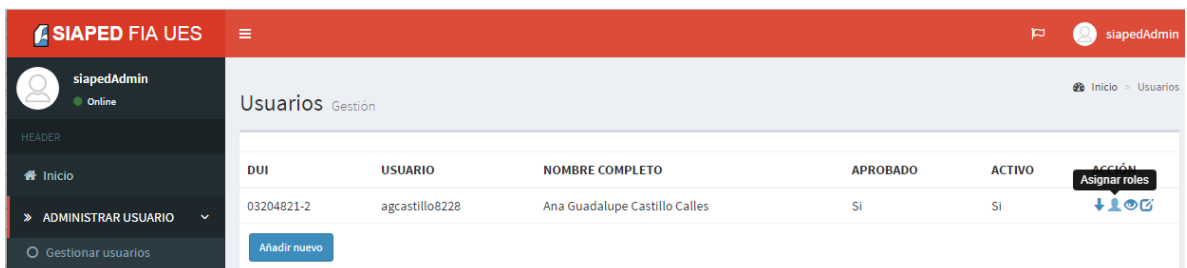 SIAPED FIA UES
siapedAdmin
siapedAdmin
Online
Usuarios Gestión
Inicio > Usuarios
HEADER
Inicio
DUI USUARIO NOMBRE COMPLETO APROBADO ACTIVO ACCIÓN
Asignar roles
03204821-2 agcastillo8228 Ana Guadalupe Castillo Calles Si Si
ADMINISTRAR USUARIO
Gestionar usuarios
Añadir nuevo